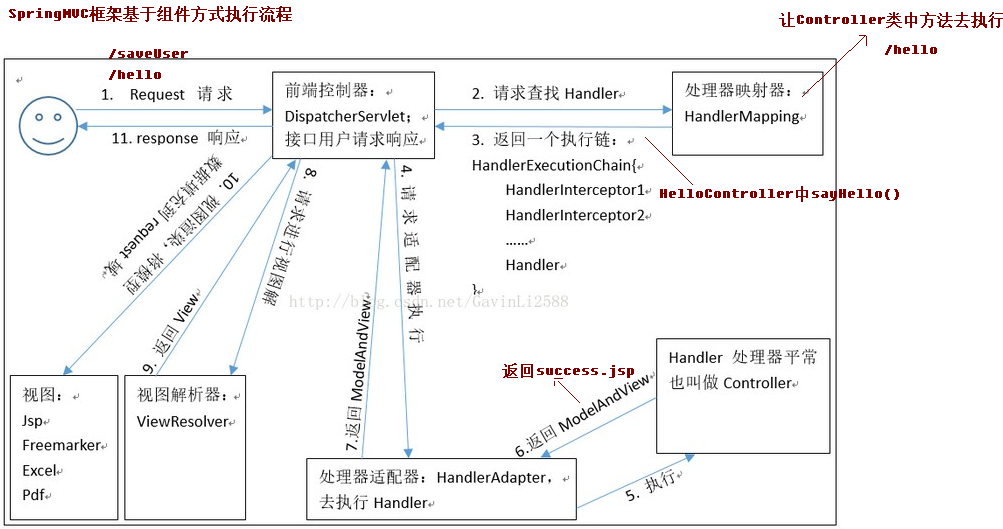 SpringMVC框架基于组件方式执行流程
让Controller类中方法去执行
/saveUser
/hello
/hello
1. Request 请求
11. response 响应
前端控制器：
DispatcherServlet；
接口用户请求响应
2. 请求查找 Handler
3. 返回一个执行链：
HandlerExecutionChain{
HandlerInterceptor1
HandlerInterceptor2
……
Handler
}
处理器映射器：
HandlerMapping
HelloController中sayHello()
4. 请求适配器执行
8. 请求进行视图解
10. 视图渲染，将模型
数据填充到 request 域。
9. 返回 View
7.返回 ModelAndView
http://blog.csdn.net/GavinLi2588
返回success.jsp
6.返回 ModelAndView
Handler 处理器平常
也叫做 Controller
视图：
Jsp
Freemarker
Excel
Pdf
视图解析器：
ViewResolver
处理器适配器：HandlerAdapter，
去执行 Handler
5. 执行